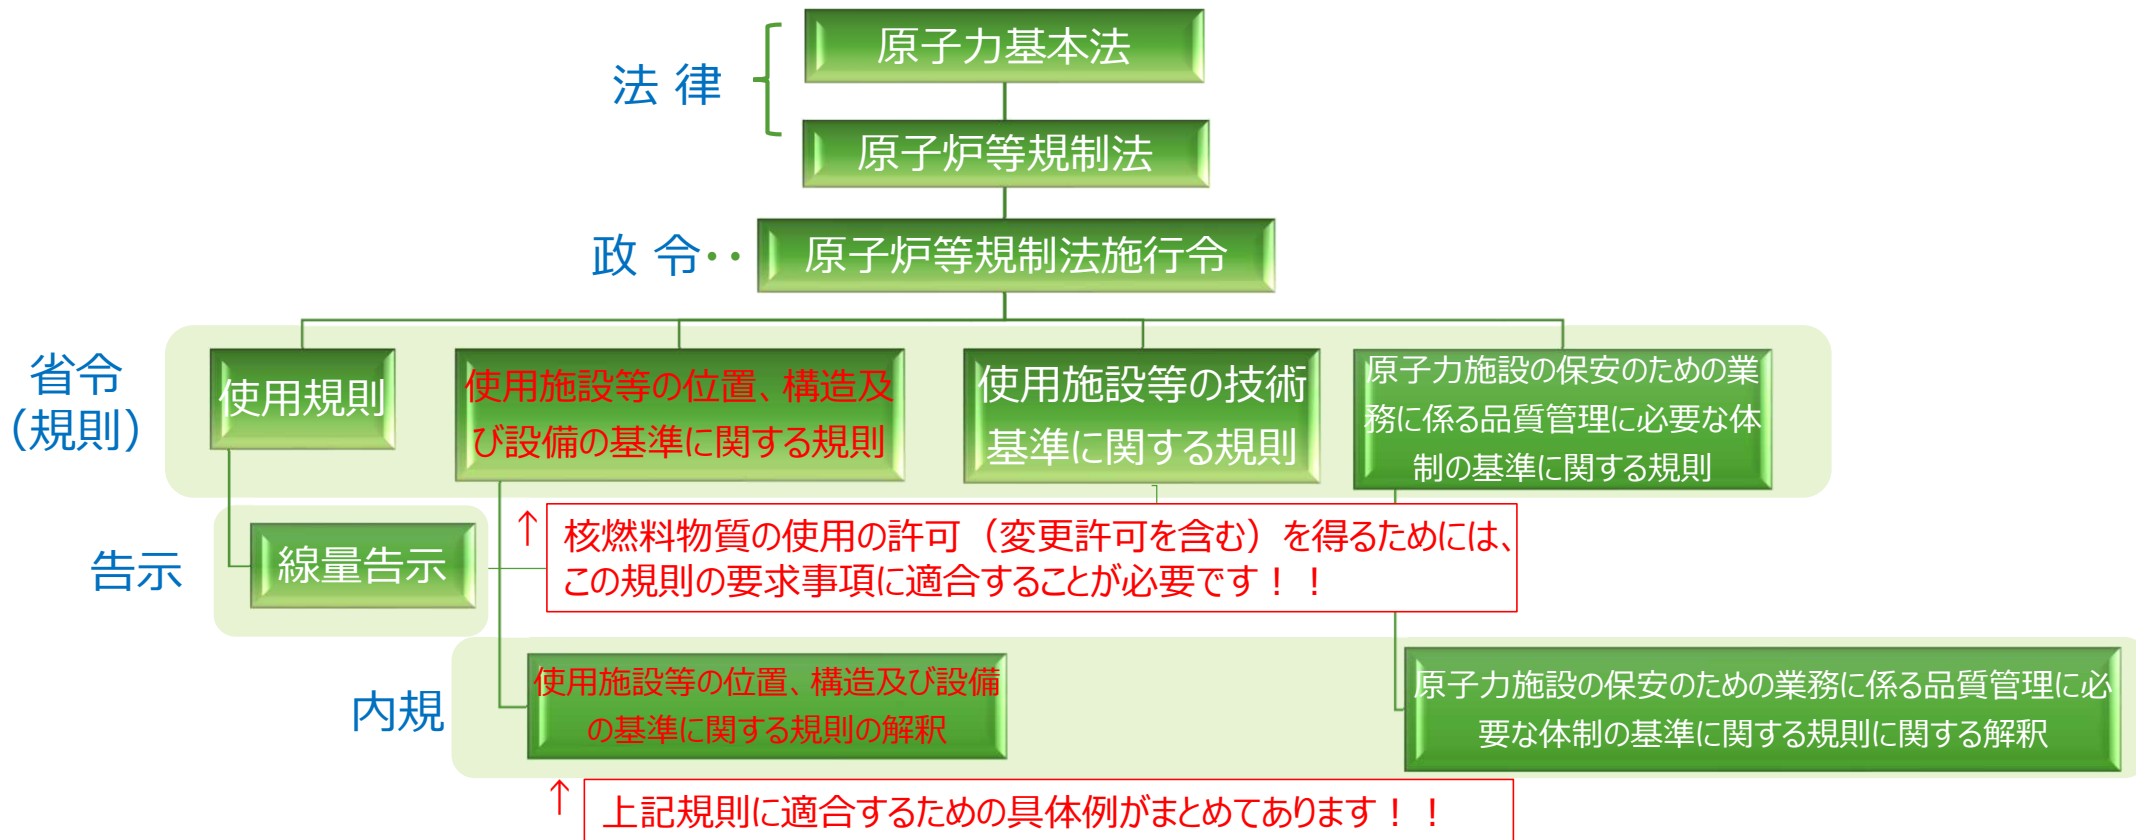 原子力基本法
法 律
原子炉等規制法
政 令‥
原子炉等規制法施行令
省令
（規則）
使用規則
使用施設等の位置、構造及
び設備の基準に関する規則
使用施設等の技術
基準に関する規則
原子力施設の保安のための業
務に係る品質管理に必要な体
制の基準に関する規則
↑
核燃料物質の使用の許可（変更許可を含む）を得るためには、
この規則の要求事項に適合することが必要です！！
告示
線量告示
内規
使用施設等の位置、構造及び設備
の基準に関する規則の解釈
原子力施設の保安のための業務に係る品質管理に必
要な体制の基準に関する規則に関する解釈
↑
上記規則に適合するための具体例がまとめてあります！！